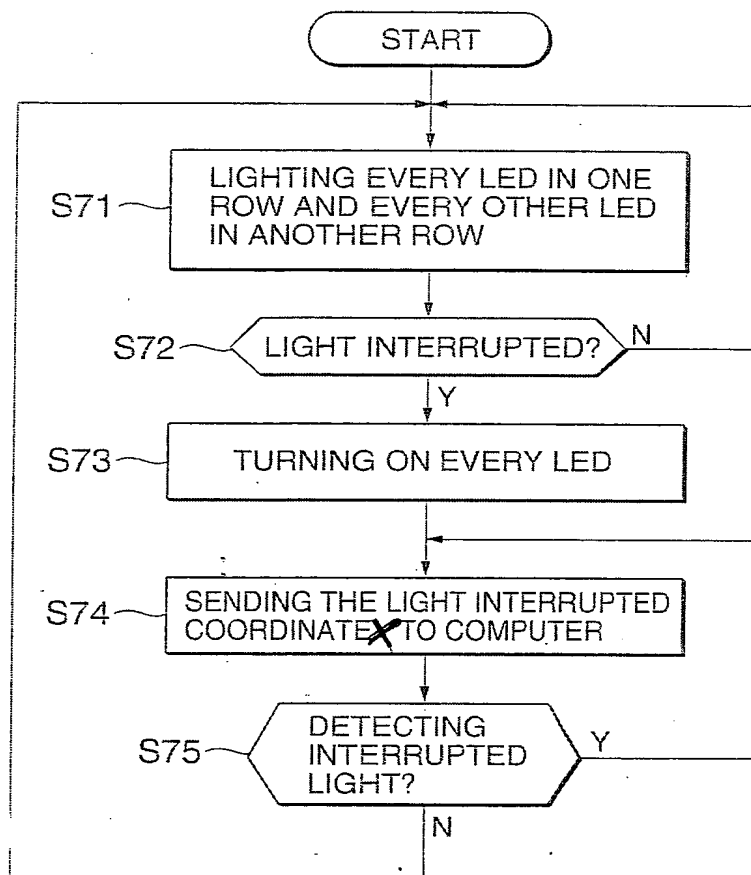 START
S71
LIGHTING EVERY LED IN ONE
ROW AND EVERY OTHER LED
IN ANOTHER ROW
S72
LIGHT INTERRUPTED?
N
Y
S73
TURNING ON EVERY LED
S74
SENDING THE LIGHT INTERRUPTED
COORDINATE TO COMPUTER
S75
DETECTING
INTERRUPTED
LIGHT?
Y
N